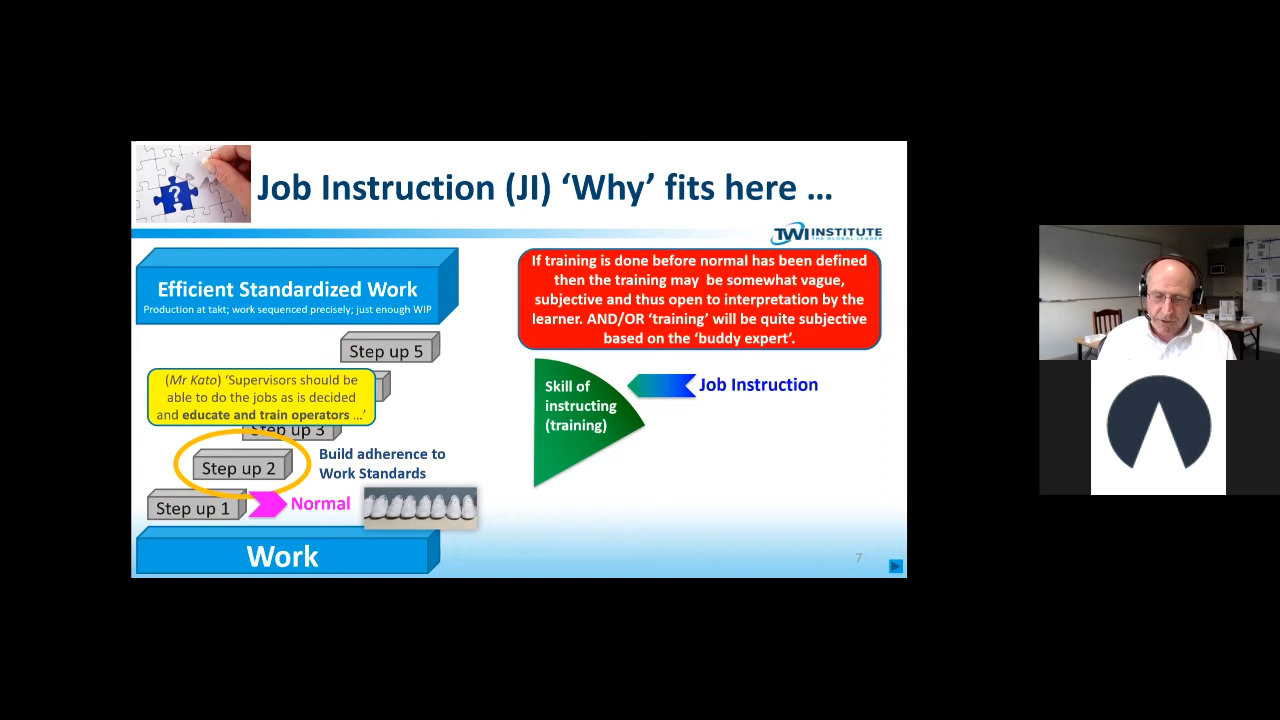 Job Instruction (JI) ‘Why’ fits here …
TWI INSTITUTE
THE GLOBAL LEADER
Efficient Standardized Work
Production at takt; work sequenced precisely; just enough WIP
Step up 5
(Mr Kato) ‘Supervisors should be
able to do the jobs as is decided
and educate and train operators …’
Step up 3
Step up 2
Build adherence to
Work Standards
Step up 1
Normal
Work
If training is done before normal has been defined
then the training may be somewhat vague,
subjective and thus open to interpretation by the
learner. AND/OR ‘training’ will be quite subjective
based on the ‘buddy expert’.
Skill of
instructing
(training)
Job Instruction
7
?